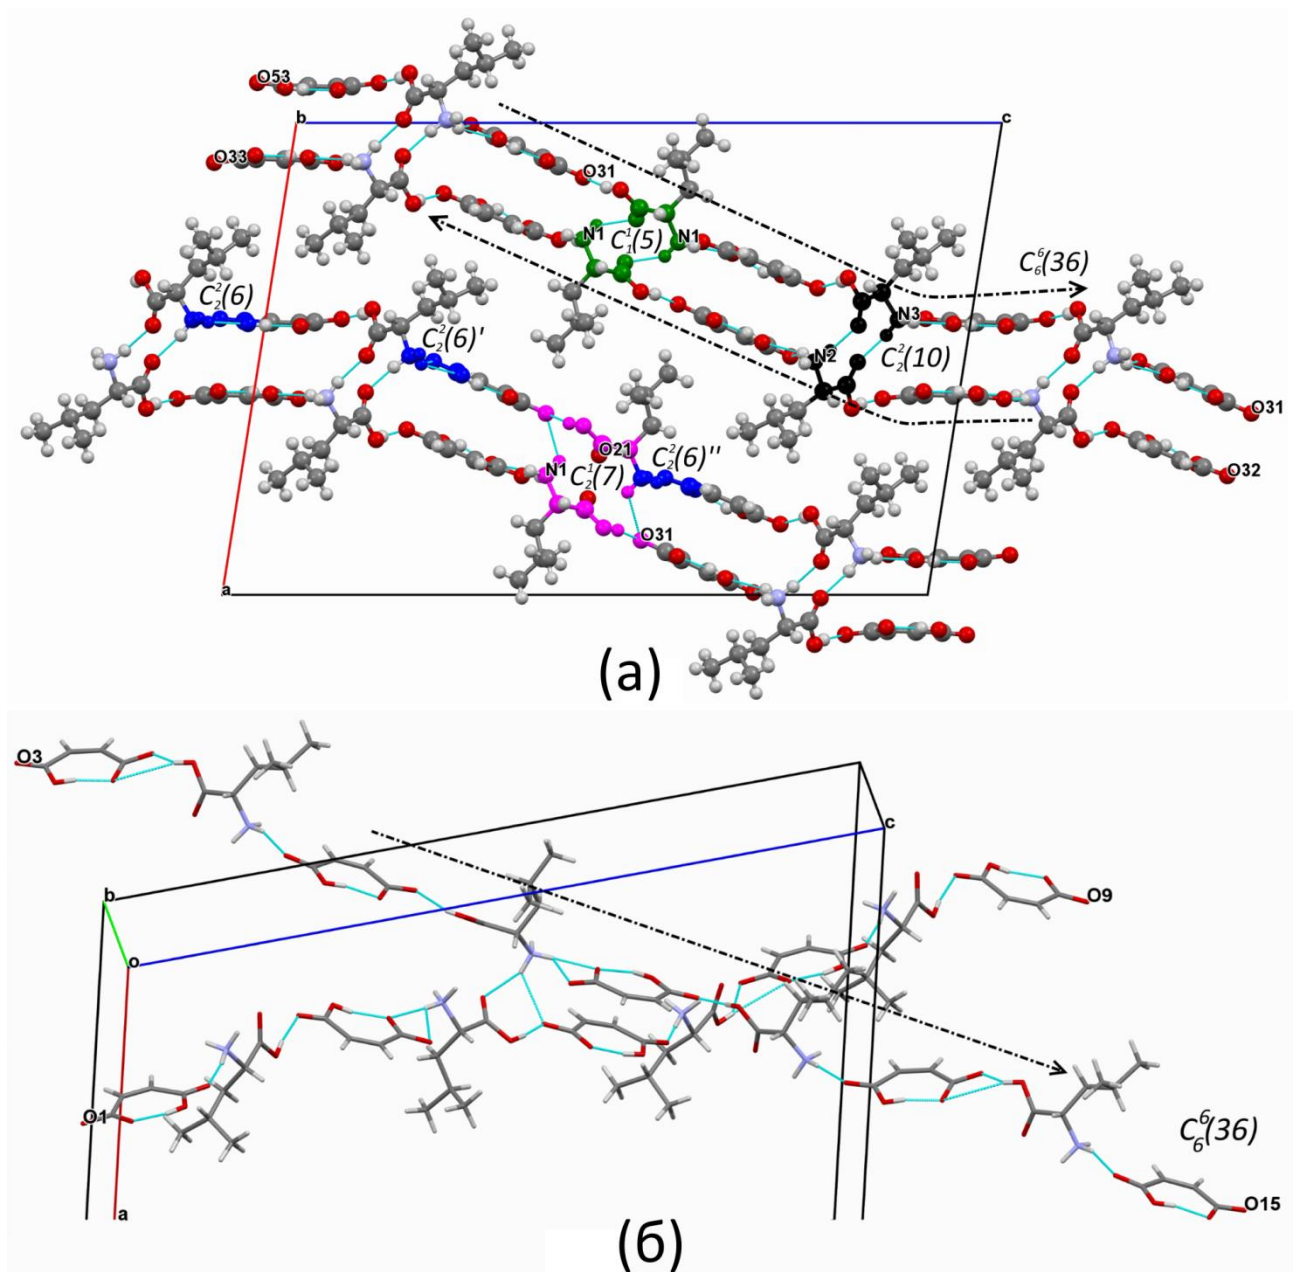 O53
b
c
O33
O31
N1
C₁¹(5)
N1
C₆⁶(36)
C₂²(6)
C₂²(6)'
N3
N2
C₂²(10)
O31
O21
C₂²(6)''
N1
C₂¹(7)
O32
O31
a
(а)
O3
c
b
O9
o
O1
C₆⁶(36)
a
O15
(б)